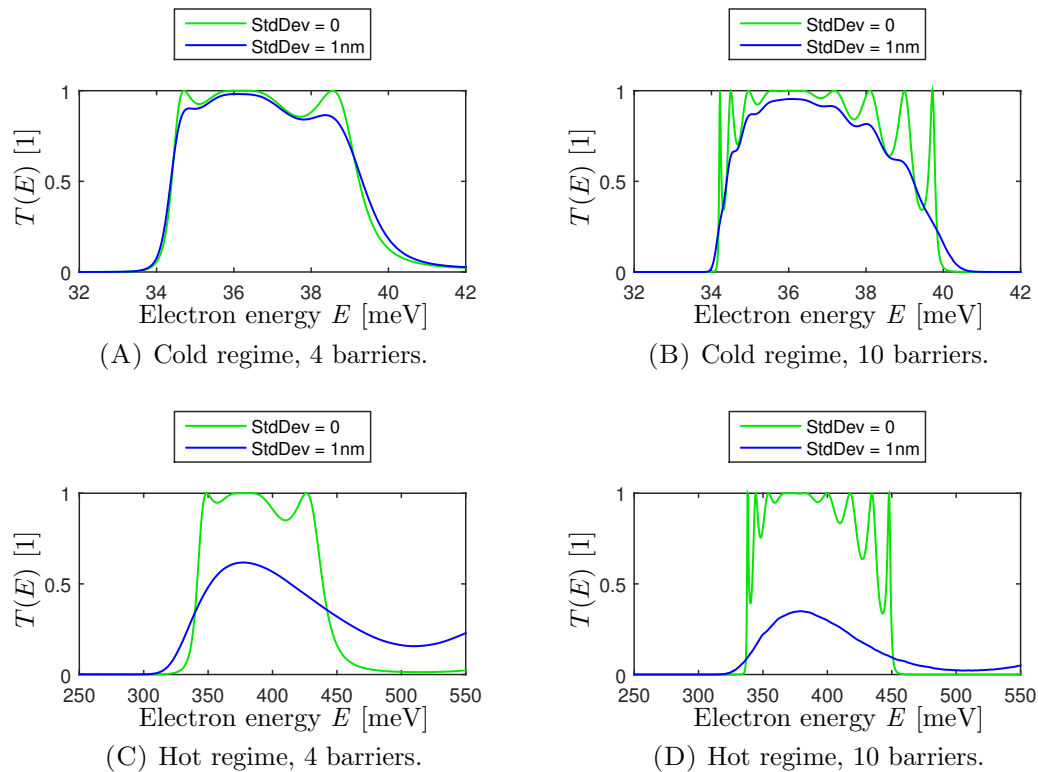 StdDev = 0
StdDev = 1nm
T(E) [1]
1
0.5
0
32 34 36 38 40 42
Electron energy E [meV]
(A) Cold regime, 4 barriers.
StdDev = 0
StdDev = 1nm
T(E) [1]
1
0.5
0
32 34 36 38 40 42
Electron energy E [meV]
(B) Cold regime, 10 barriers.
StdDev = 0
StdDev = 1nm
T(E) [1]
1
0.5
0
250 300 350 400 450 500 550
Electron energy E [meV]
(C) Hot regime, 4 barriers.
StdDev = 0
StdDev = 1nm
T(E) [1]
1
0.5
0
250 300 350 400 450 500 550
Electron energy E [meV]
(D) Hot regime, 10 barriers.